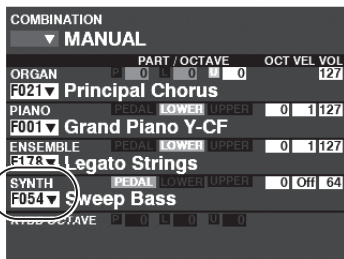 COMBINATION
▼ MANUAL
PART / OCTAVE OCT VEL VOL
ORGAN P 0 L 0 U 0 127
F021▼ Principal Chorus
PIANO PEDAL LOWER UPPER 0 1 127
F001▼ Grand Piano Y-CF
ENSEMBLE PEDAL LOWER UPPER 0 1 127
F178▼ Legato Strings
SYNTH PEDAL LOWER UPPER 0 Off 64
F054▼ Sweep Bass
KYBD OCTAVE P 0 L 0 U 0